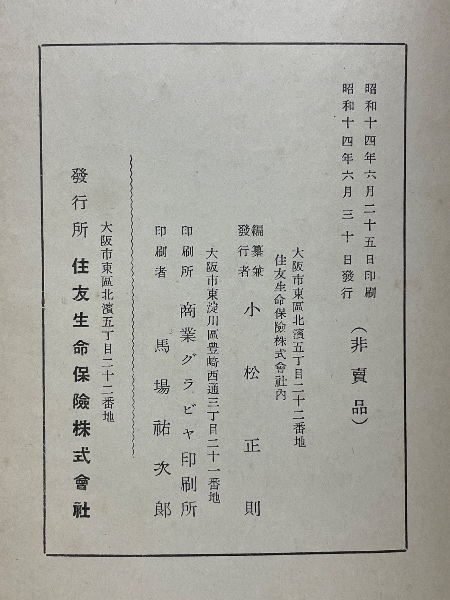 昭和十四年六月二十五日印刷
昭和十四年六月三十日發行
(非賣品)
大阪市東區北濱五丁目二十二番地
住友生命保險株式會社內
編纂兼發行者 小松正則
大阪市東淀川區豊崎西通三丁目二十一番地
印刷所 商業グラビヤ印刷所
印刷者 馬場祐次郎
大阪市東區北濱五丁目二十二番地
發行所 住友生命保險株式會社